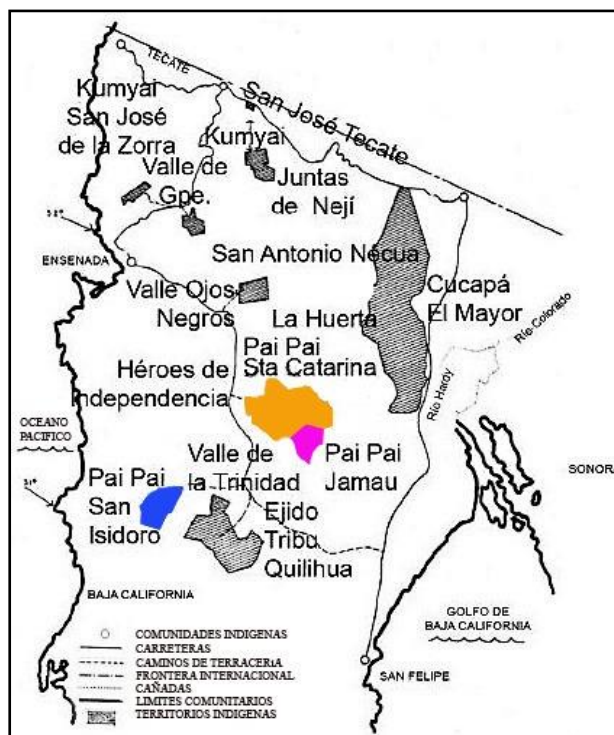 TECATE
San José Tecate
Kumyai
San José
de la Zorra
Kumyai
Valle de
Gpe.
Juntas
de Nejí
San Antonio Nécua
ENSENADA
Valle Ojos
Negros
Cucapá
El Mayor
La Huerta
Río Colorado
Río Hardy
Pai Pai
Sta Catarina
Héroes de
Independencia
OCEANO
PACIFICO
SONORA
Valle de
la Trinidad
Pai Pai
Jamau
Pai Pai
San
Isidoro
Ejido
Tribu
Quilihua
BAJA CALIFORNIA
GOLFO DE
BAJA CALIFORNIA
SAN FELIPE
COMUNIDADES INDIGENAS
CARRETERAS
CAMINOS DE TERRACERIA
FRONTERA INTERNACIONAL
CAÑADAS
LIMITES COMUNITARIOS
TERRITORIOS INDIGENAS